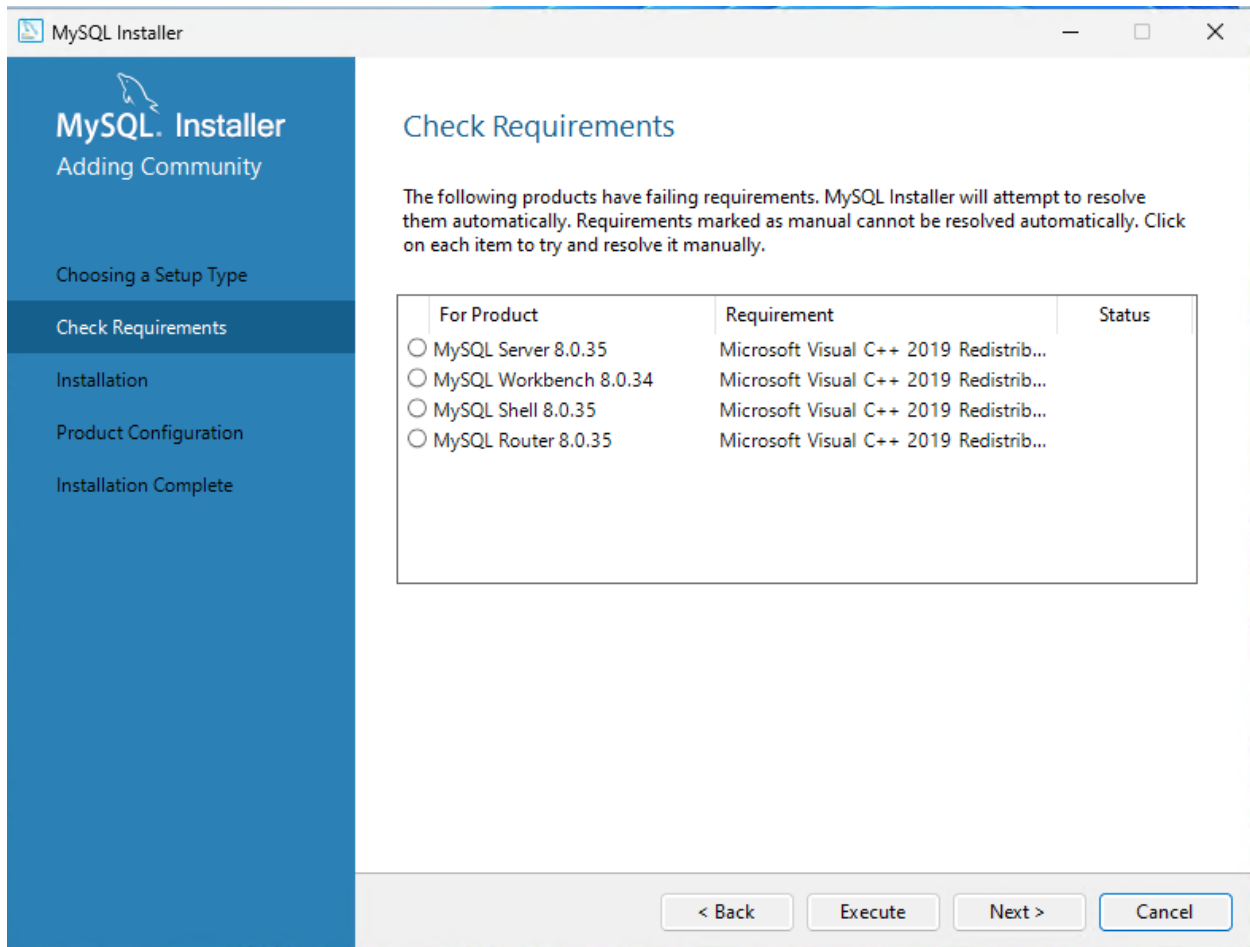 MySQL Installer
MySQL. Installer
Adding Community
Choosing a Setup Type
Check Requirements
Installation
Product Configuration
Installation Complete
Check Requirements
The following products have failing requirements. MySQL Installer will attempt to resolve
them automatically. Requirements marked as manual cannot be resolved automatically. Click
on each item to try and resolve it manually.
For Product Requirement Status
MySQL Server 8.0.35 Microsoft Visual C++ 2019 Redistrib...
MySQL Workbench 8.0.34 Microsoft Visual C++ 2019 Redistrib...
MySQL Shell 8.0.35 Microsoft Visual C++ 2019 Redistrib...
MySQL Router 8.0.35 Microsoft Visual C++ 2019 Redistrib...
< Back Execute Next > Cancel